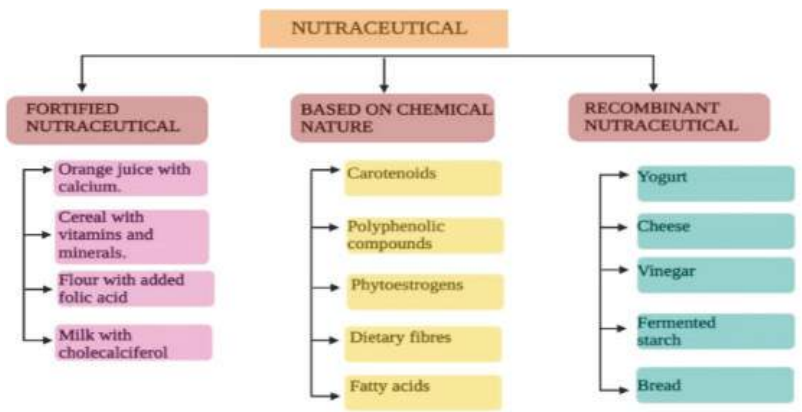 NUTRACEUTICAL
FORTIFIED
NUTRACEUTICAL
Orange juice with
calcium.
Cereal with
vitamins and
minerals.
Flour with added
folic acid
Milk with
cholecalciferol
BASED ON CHEMICAL
NATURE
Carotenoids
Polyphenolic
compounds
Phytoestrogens
Dietary fibres
Fatty acids
RECOMBINANT
NUTRACEUTICAL
Yogurt
Cheese
Vinegar
Fermented
starch
Bread